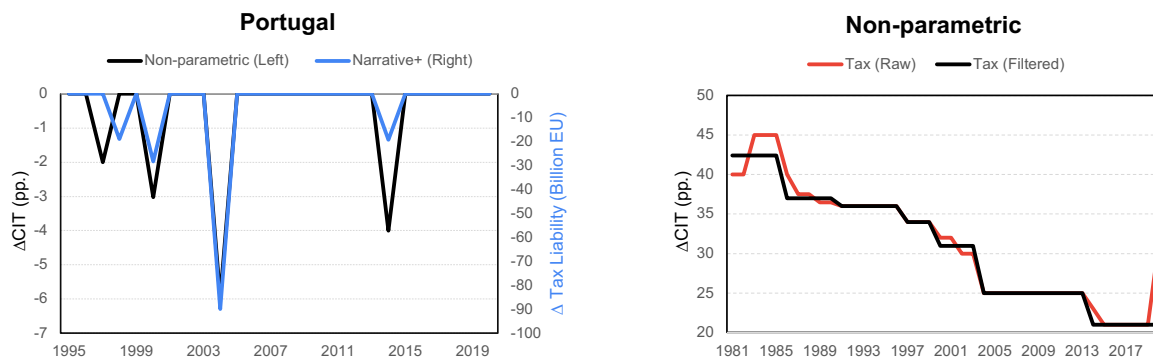 Portugal
Non-parametric (Left) Narrative+ (Right)
0
-1
-2
-3
-4
-5
-6
-7
ΔCIT (pp.)
0
-10
-20
-30
-40
-50
-60
-70
-80
-90
-100
Δ Tax Liability (Billion EU)
1995 1999 2003 2007 2011 2015 2019
Non-parametric
Tax (Raw) Tax (Filtered)
50
45
40
35
30
25
20
ΔCIT (pp.)
1981 1985 1989 1993 1997 2001 2005 2009 2013 2017